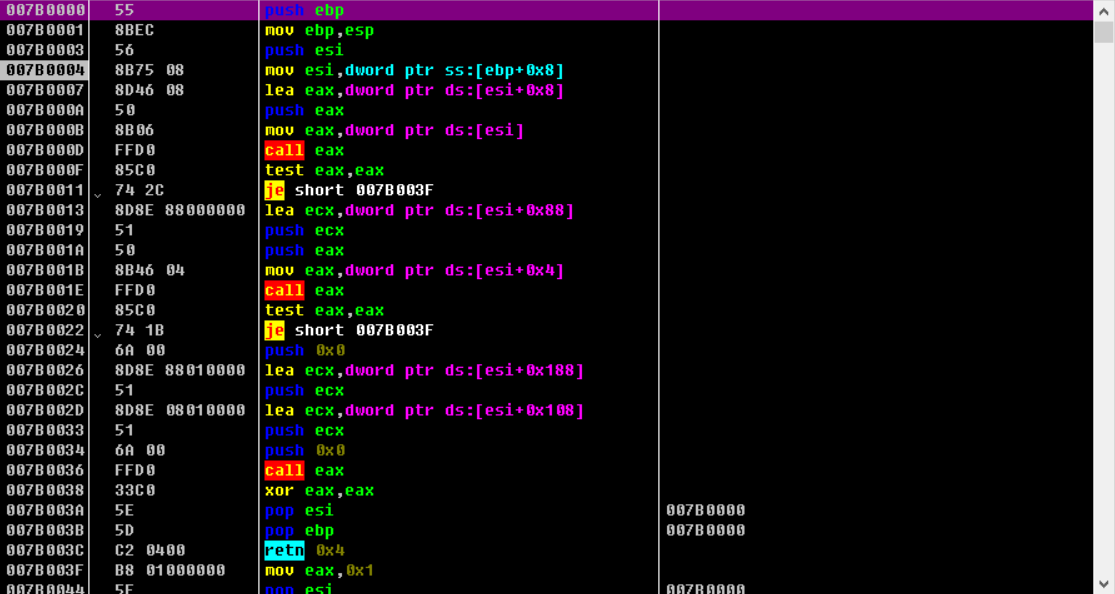 007B0000 55 push ebp
007B0001 8BEC mov ebp,esp
007B0003 56 push esi
007B0004 8B75 08 mov esi,dword ptr ss:[ebp+0x8]
007B0007 8D46 08 lea eax,dword ptr ds:[esi+0x8]
007B000A 50 push eax
007B000B 8B06 mov eax,dword ptr ds:[esi]
007B000D FFD0 call eax
007B000F 85C0 test eax,eax
007B0011 74 2C je short 007B003F
007B0013 8D8E 88000000 lea ecx,dword ptr ds:[esi+0x88]
007B0019 51 push ecx
007B001A 50 push eax
007B001B 8B46 04 mov eax,dword ptr ds:[esi+0x4]
007B001E FFD0 call eax
007B0020 85C0 test eax,eax
007B0022 74 1B je short 007B003F
007B0024 6A 00 push 0x0
007B0026 8D8E 88010000 lea ecx,dword ptr ds:[esi+0x188]
007B002C 51 push ecx
007B002D 8D8E 08010000 lea ecx,dword ptr ds:[esi+0x108]
007B0033 51 push ecx
007B0034 6A 00 push 0x0
007B0036 FFD0 call eax
007B0038 33C0 xor eax,eax
007B003A 5E pop esi 007B0000
007B003B 5D pop ebp 007B0000
007B003C C2 0400 retn 0x4
007B003F B8 01000000 mov eax,0x1
007B0044 5E pop esi 007B0000